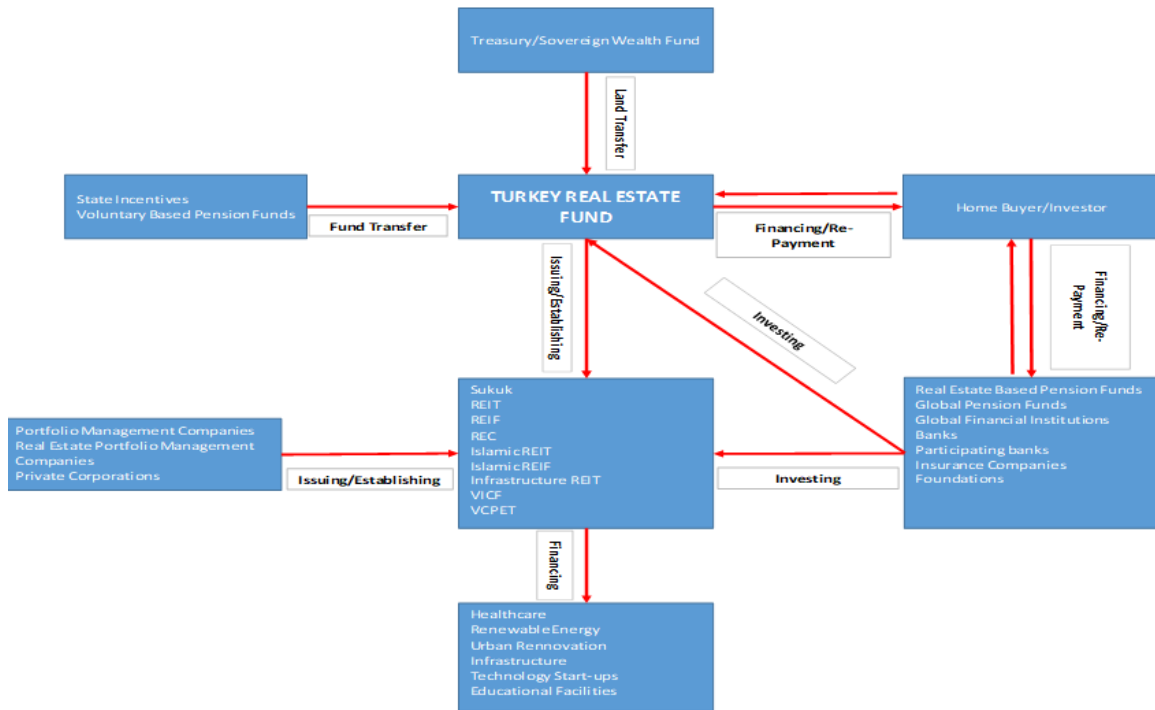 Treasury/Sovereign Wealth Fund
Land Transfer
State Incentives
Voluntary Based Pension Funds
Fund Transfer
TURKEY REAL ESTATE
FUND
Financing/Re-
Payment
Home Buyer/Investor
Issuing/Establishing
Investing
Financing/Re-
Payment
Portfolio Management Companies
Real Estate Portfolio Management
Companies
Private Corporations
Issuing/Establishing
Sukuk
REIT
REIF
REC
Islamic REIT
Islamic REIF
Infrastructure REIT
VICF
VCPET
Investing
Real Estate Based Pension Funds
Global Pension Funds
Global Financial Institutions
Banks
Participating banks
Insurance Companies
Foundations
Financing
Healthcare
Renewable Energy
Urban Rennovation
Infrastructure
Technology Start-ups
Educational Facilities